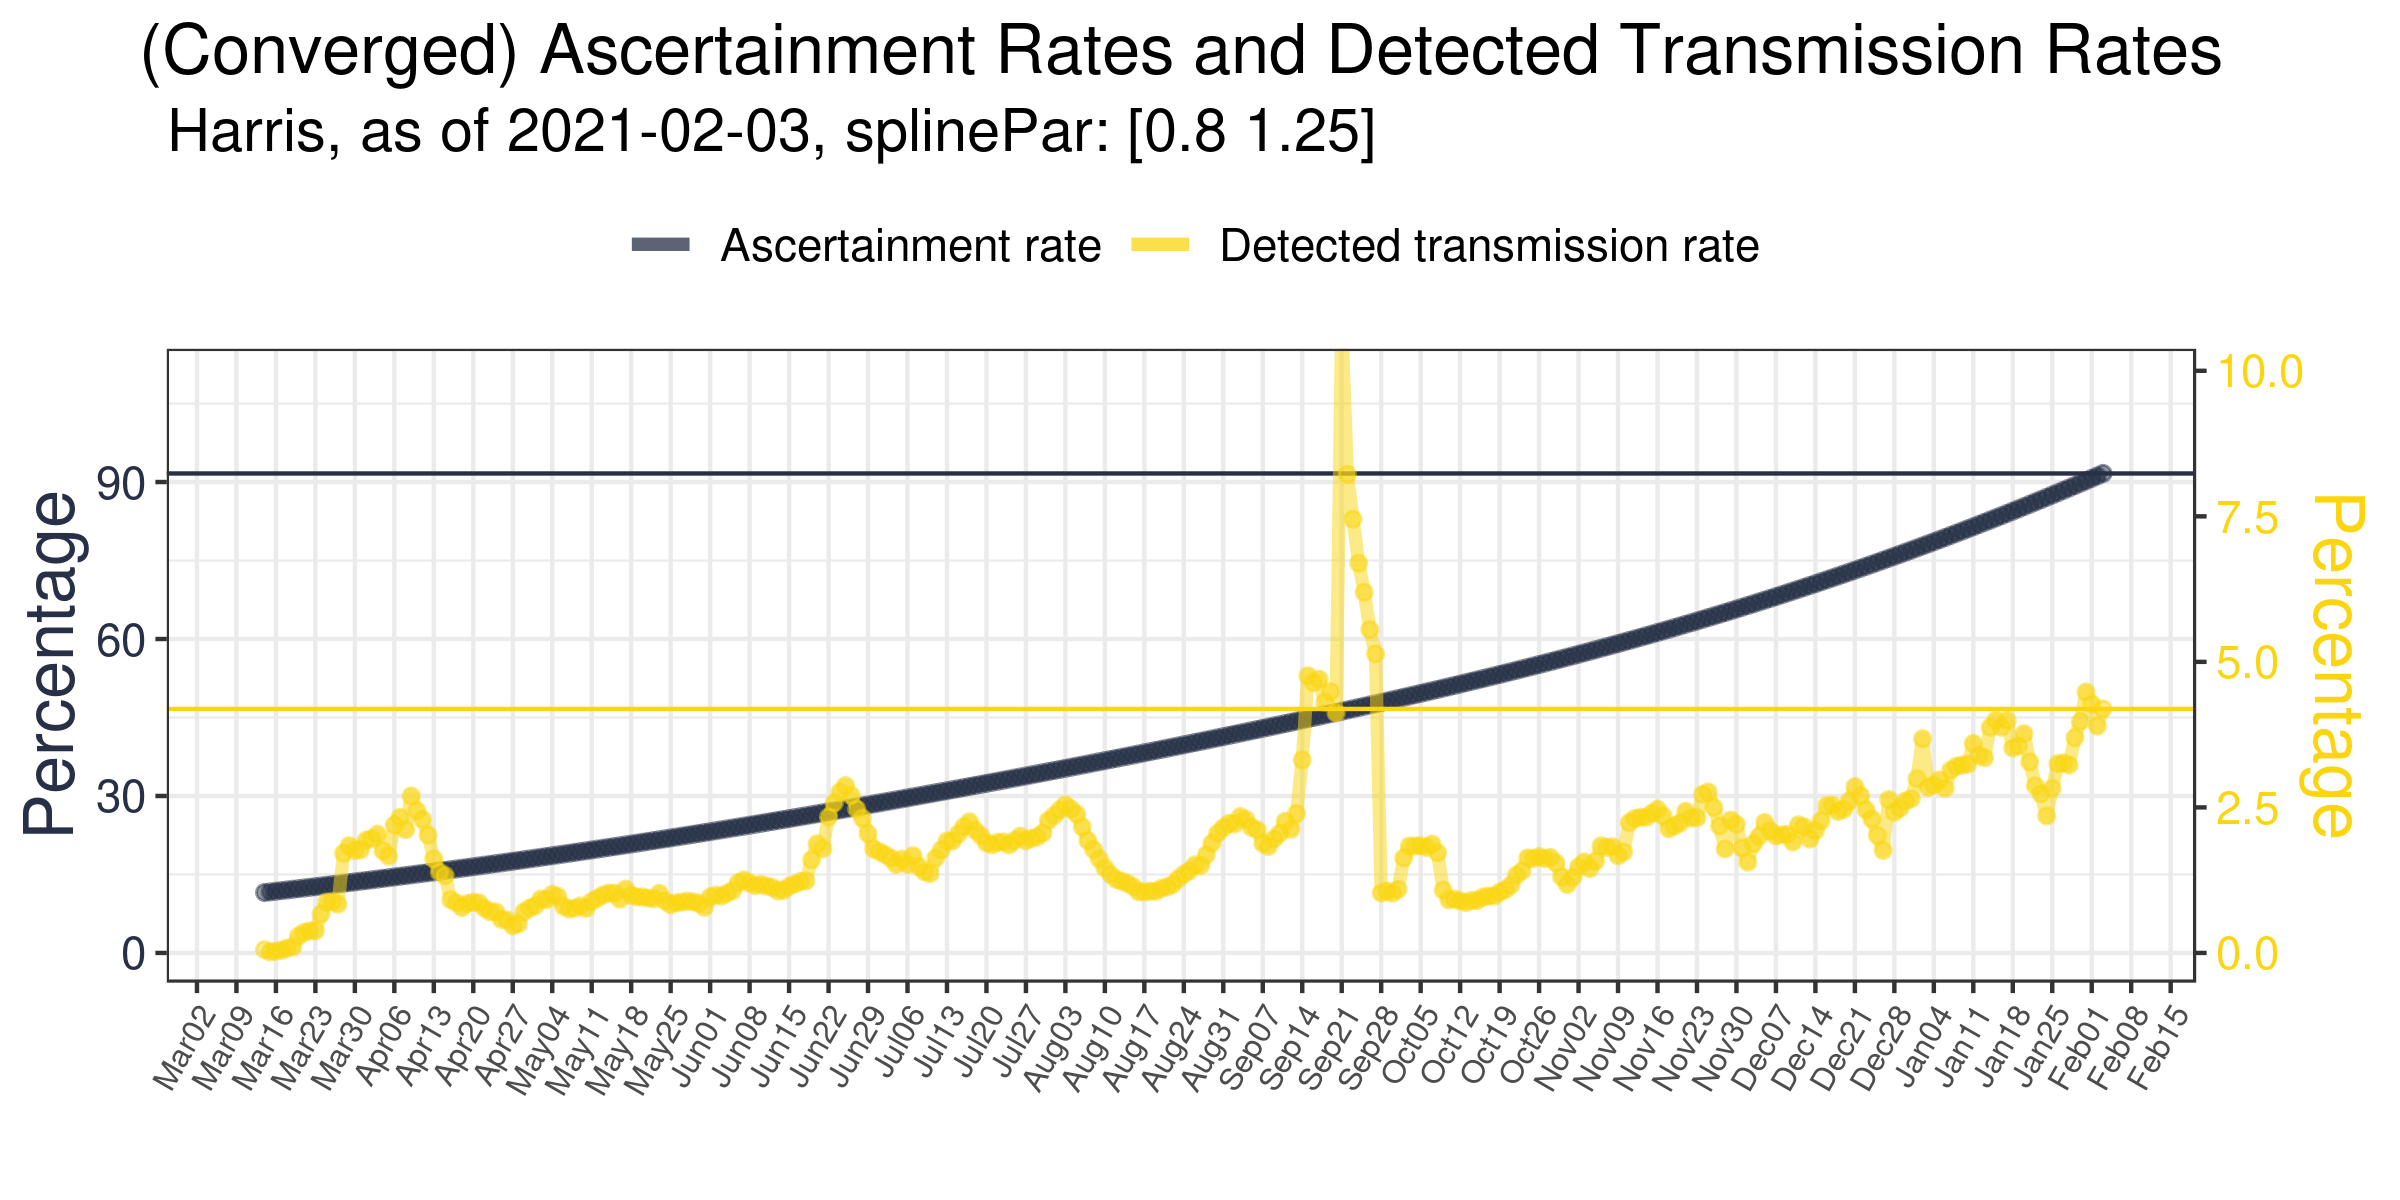 (Converged) Ascertainment Rates and Detected Transmission Rates
Harris, as of 2021-02-03, splinePar: [0.8 1.25]
Ascertainment rate
Detected transmission rate
Percentage
90
60
30
0
10.0
7.5
5.0
2.5
0.0
Percentage
Mar02
Mar09
Mar16
Mar23
Mar30
Apr06
Apr13
Apr20
Apr27
May04
May11
May18
May25
Jun01
Jun08
Jun15
Jun22
Jun29
Jul06
Jul13
Jul20
Jul27
Aug03
Aug10
Aug17
Aug24
Aug31
Sep07
Sep14
Sep21
Sep28
Oct05
Oct12
Oct19
Oct26
Nov02
Nov09
Nov16
Nov23
Nov30
Dec07
Dec14
Dec21
Dec28
Jan04
Jan11
Jan18
Jan25
Feb01
Feb08
Feb15